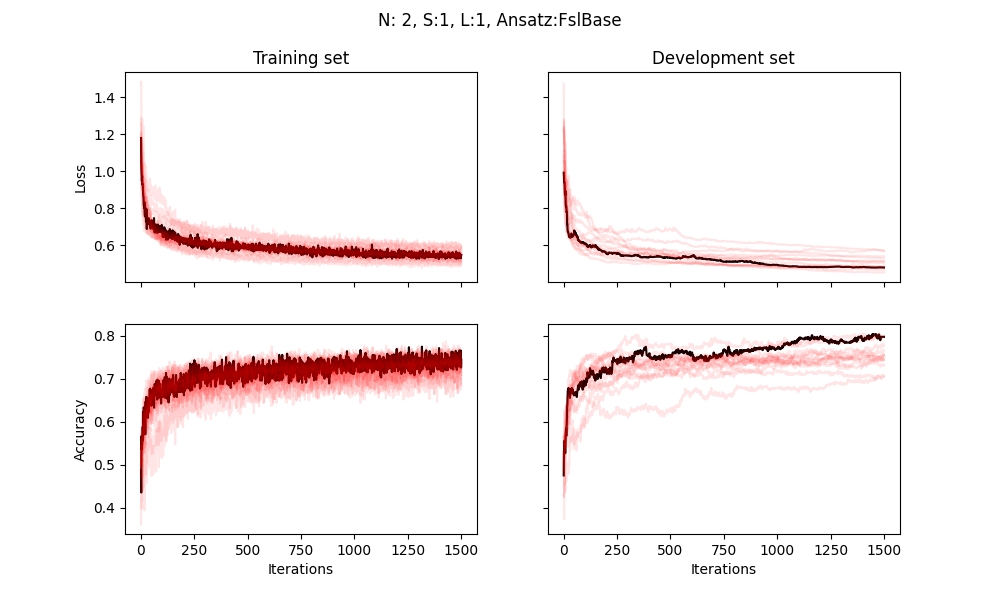 N: 2, S:1, L:1, Ansatz:FslBase
Training set
Development set
1.4
1.2
1.0
0.8
0.6
Loss
0.8
0.7
0.6
0.5
0.4
Accuracy
0 250 500 750 1000 1250 1500
0 250 500 750 1000 1250 1500
Iterations
Iterations